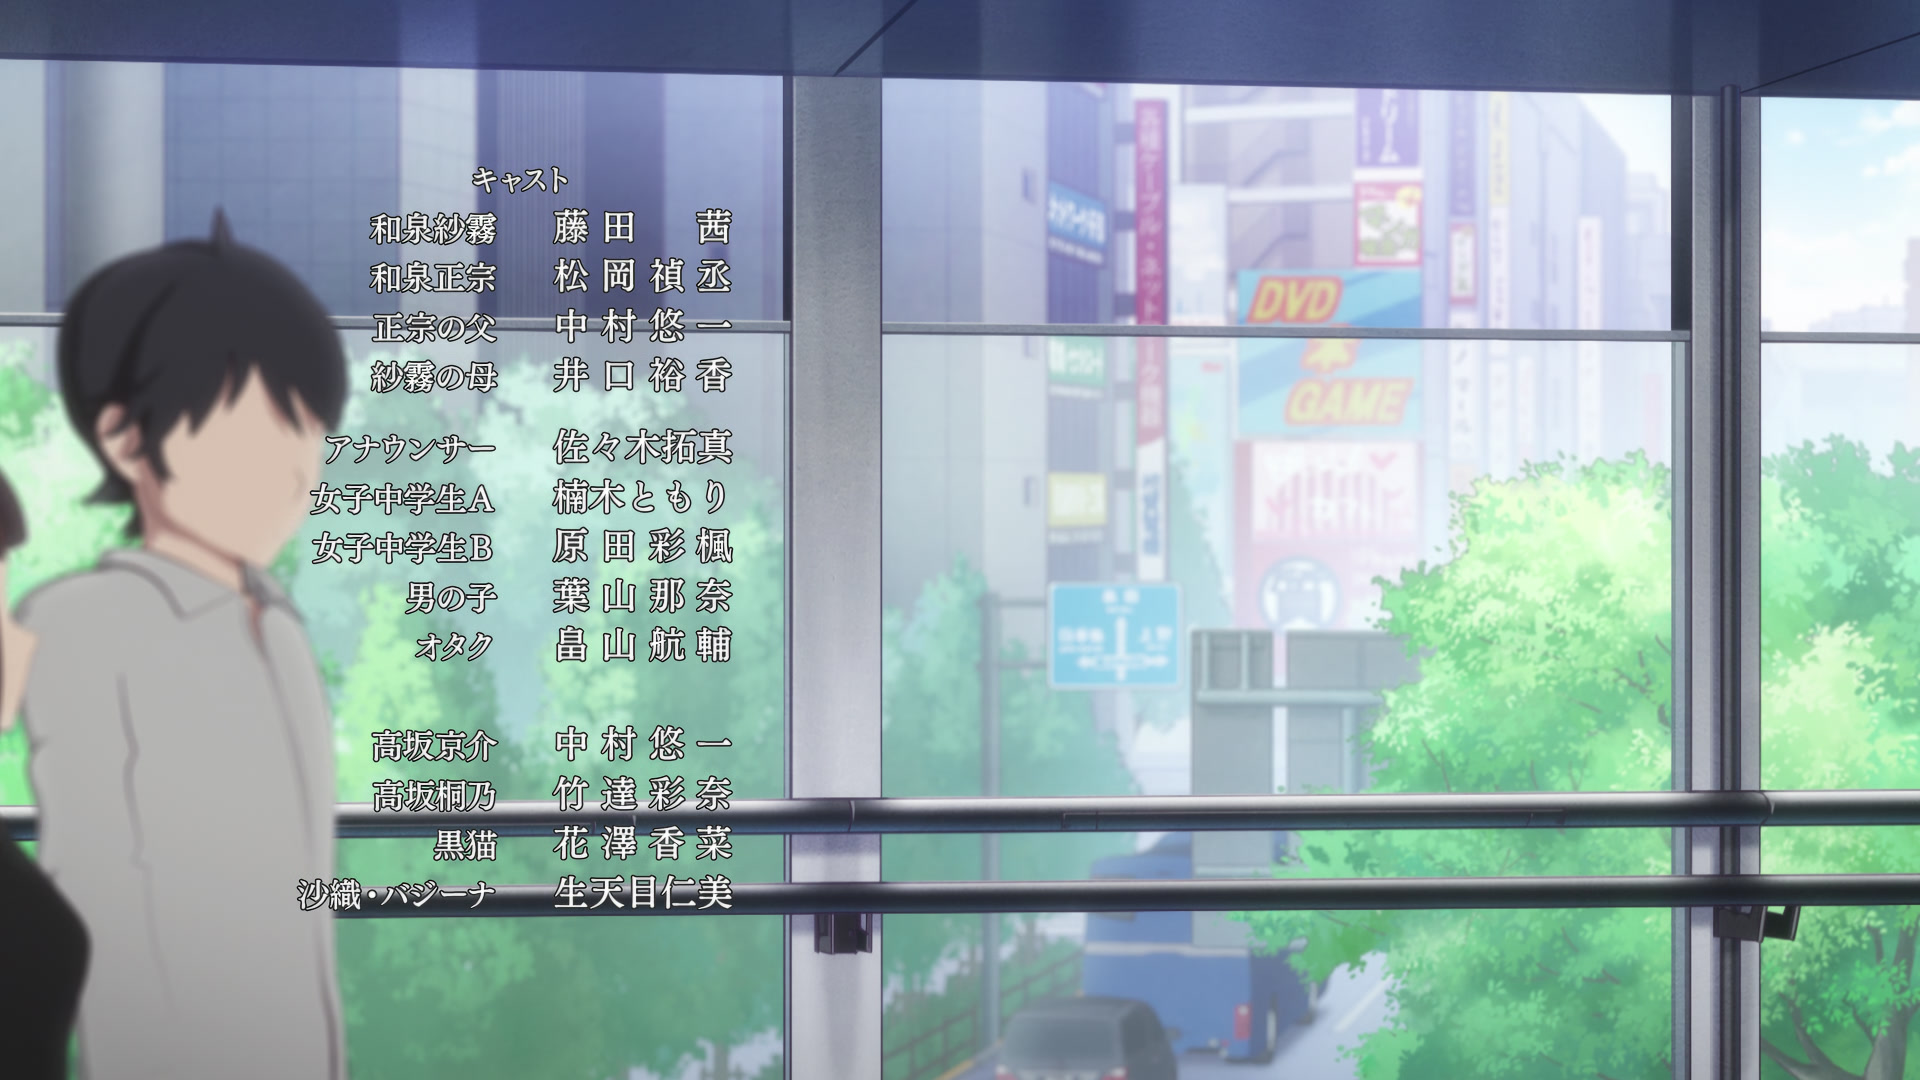 キャスト
和泉紗霧 藤田 茜
和泉正宗 松岡禎丞
正宗の父 中村悠一
紗霧の母 井口裕香
アナウンサー 佐々木拓真
女子中学生A 楠木ともり
女子中学生B 原田彩楓
男の子 葉山那奈
オタク 畠山航輔
高坂京介 中村悠一
高坂桐乃 竹達彩奈
黒猫 花澤香菜
沙織・バジーナ 生天目仁美
DVD
本
GAME